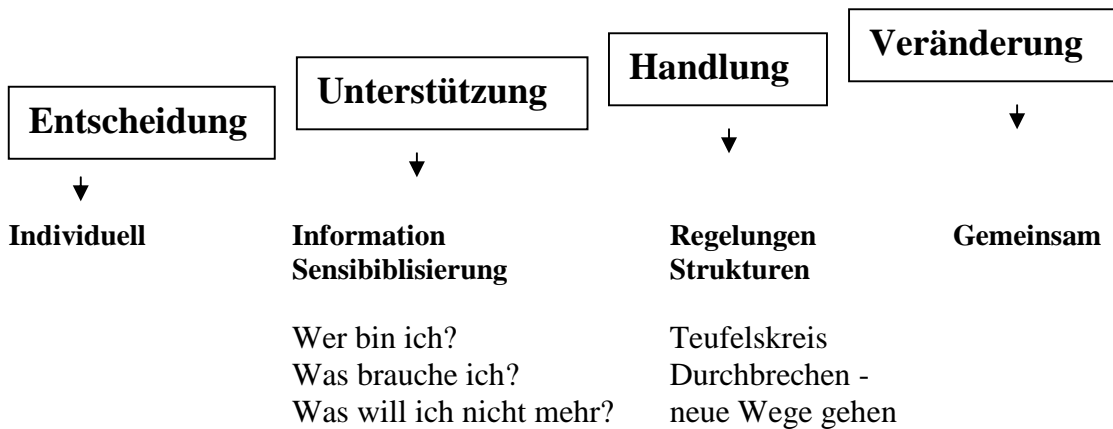 Entscheidung
Unterstützung
Handlung
Veränderung
Individuell
Information
Sensibiblisierung
Wer bin ich?
Was brauche ich?
Was will ich nicht mehr?
Regelungen
Strukturen
Teufelskreis
Durchbrechen -
neue Wege gehen
Gemeinsam